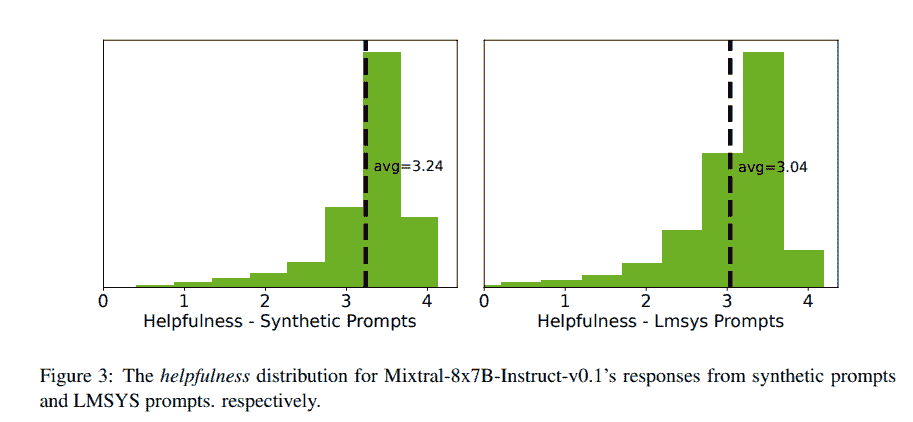 avg=3.24
0 1 2 3 4
Helpfulness - Synthetic Prompts
avg=3.04
0 1 2 3 4
Helpfulness - Lmsys Prompts
Figure 3: The helpfulness distribution for Mixtral-8x7B-Instruct-v0.1's responses from synthetic prompts
and LMSYS prompts. respectively.